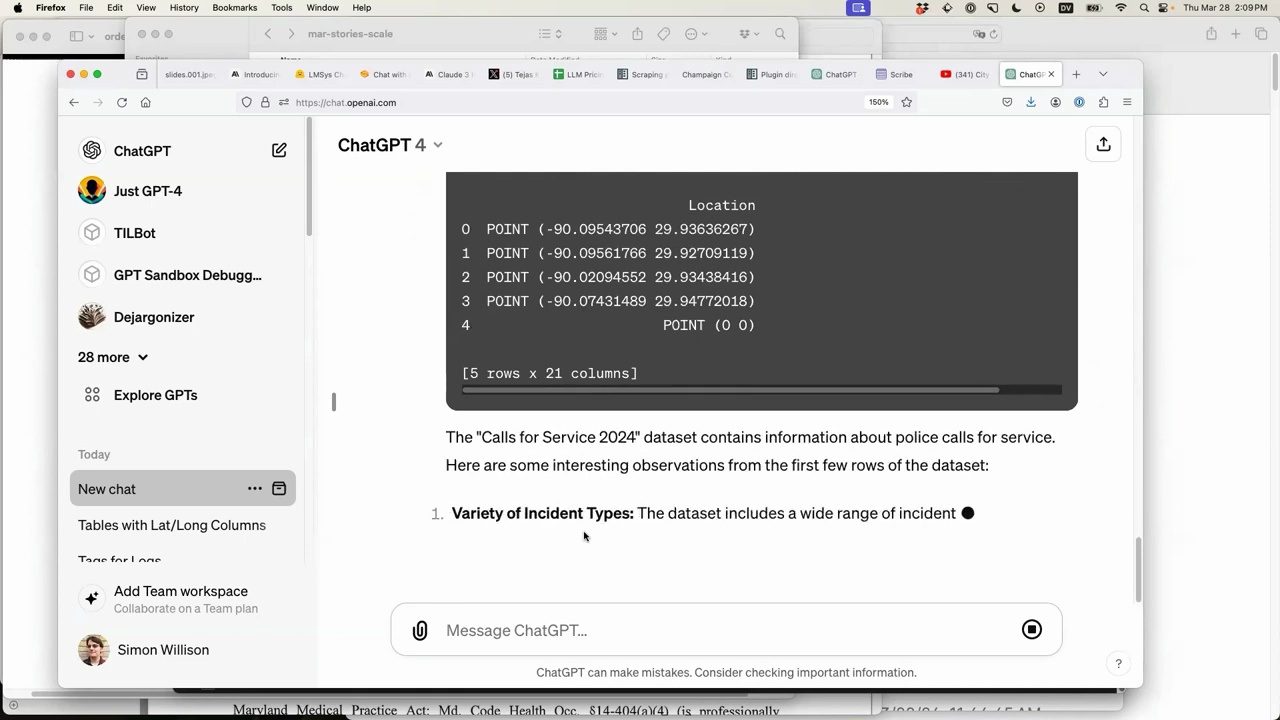 Firefox File Edit View History Bookmarks Tools Window Help
Thu Mar 28 2:09 PM
orde
mar-stories-scale
slides.001.jpe
Introducin
LMSys Ch
Chat with
Claude 3
(5) Tejas
LLM Price
Scraping
Champaign Co
Plugin dire
ChatGPT
Scribe
(341) City
ChatGP
https://chat.openai.com
150%
ChatGPT
Just GPT-4
TILBot
GPT Sandbox Debugg...
Dejargonizer
28 more
Explore GPTs
Today
New chat
Tables with Lat/Long Columns
Tags for Logs
Add Team workspace
Collaborate on a Team plan
Simon Willison
ChatGPT 4
Location
0 POINT (-90.09543706 29.93636267)
1 POINT (-90.09561766 29.92709119)
2 POINT (-90.02094552 29.93438416)
3 POINT (-90.07431489 29.94772018)
4 POINT (0 0)
[5 rows x 21 columns]
The "Calls for Service 2024" dataset contains information about police calls for service.
Here are some interesting observations from the first few rows of the dataset:
1. Variety of Incident Types: The dataset includes a wide range of incident
Message ChatGPT...
ChatGPT can make mistakes. Consider checking important information.
?
Maryland Medical Practice Act: Md. Code Health Occ. §14-404(a)(4) (is professionally